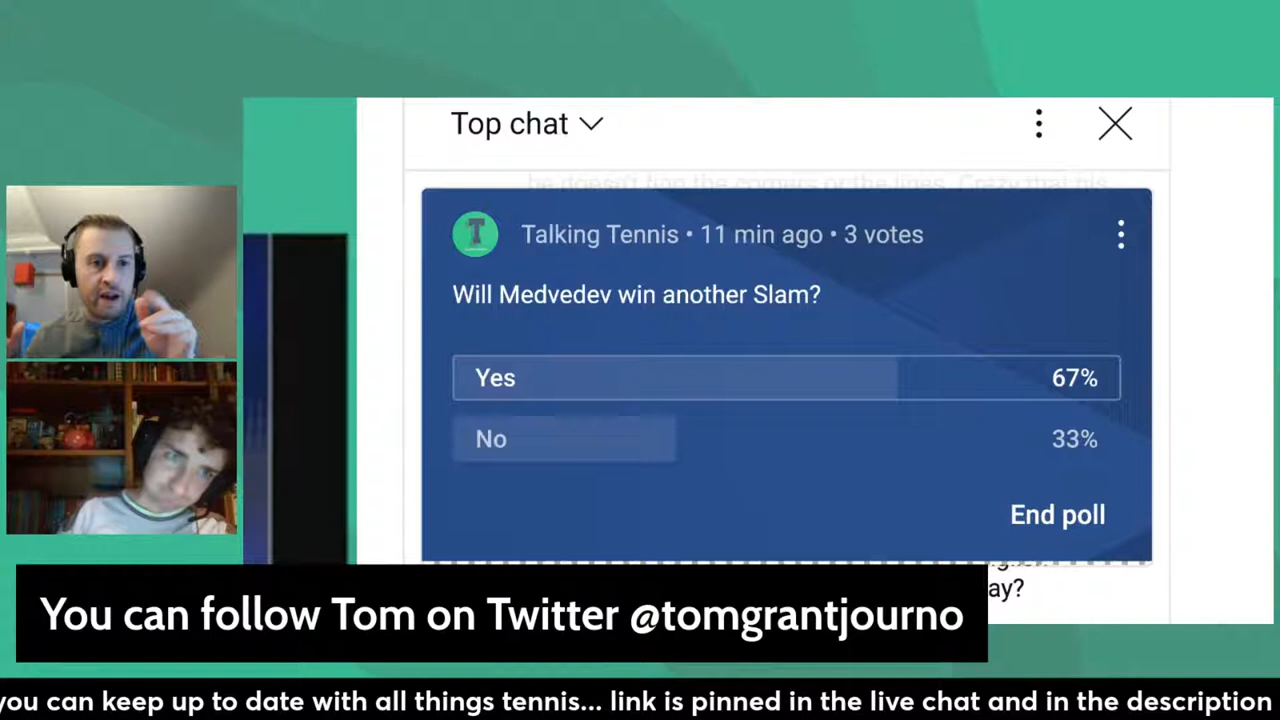 Top chat
he doesn't
T
Talking Tennis • 11 min ago • 3 votes
Will Medvedev win another Slam?
Yes 67%
No 33%
End poll
ay?
You can follow Tom on Twitter @tomgrantjourno
you can keep up to date with all things tennis... link is pinned in the live chat and in the description